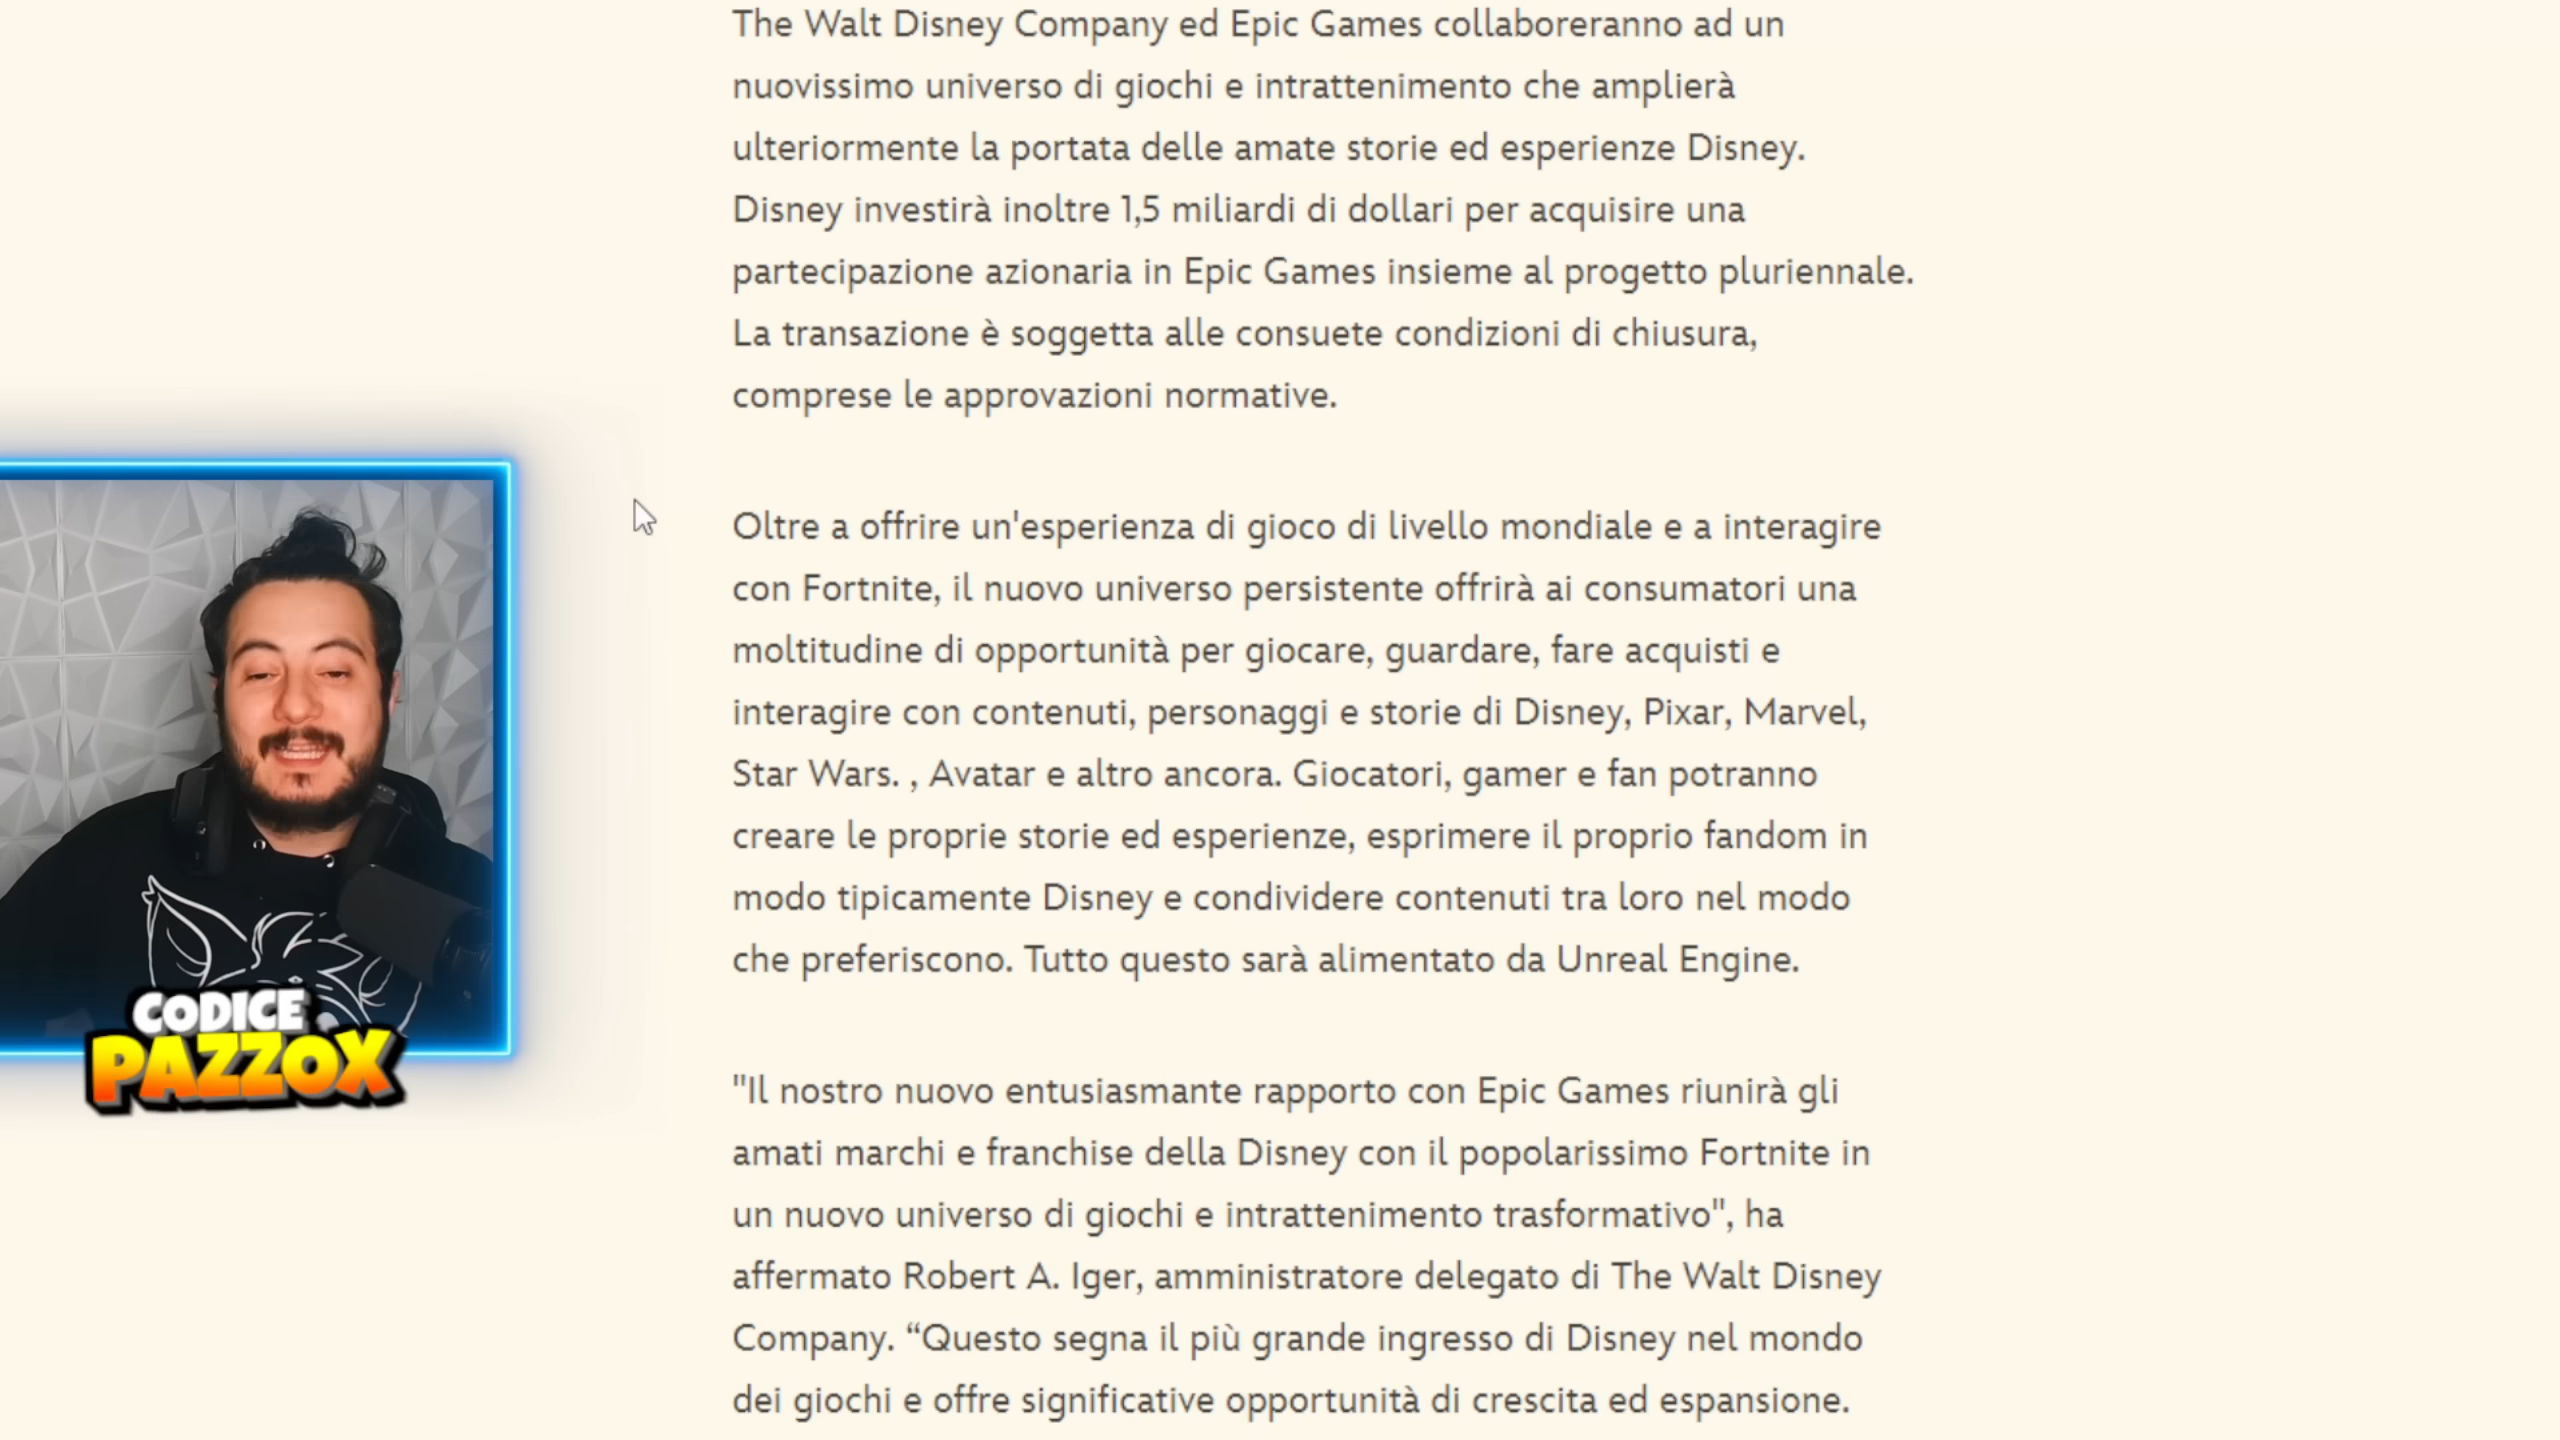 The Walt Disney Company ed Epic Games collaboreranno ad un
nuovissimo universo di giochi e intrattenimento che amplierà
ulteriormente la portata delle amate storie ed esperienze Disney.
Disney investirà inoltre 1,5 miliardi di dollari per acquisire una
partecipazione azionaria in Epic Games insieme al progetto pluriennale.
La transazione è soggetta alle consuete condizioni di chiusura,
comprese le approvazioni normative.
Oltre a offrire un'esperienza di gioco di livello mondiale e a interagire
con Fortnite, il nuovo universo persistente offrirà ai consumatori una
moltitudine di opportunità per giocare, guardare, fare acquisti e
interagire con contenuti, personaggi e storie di Disney, Pixar, Marvel,
Star Wars. , Avatar e altro ancora. Giocatori, gamer e fan potranno
creare le proprie storie ed esperienze, esprimere il proprio fandom in
modo tipicamente Disney e condividere contenuti tra loro nel modo
che preferiscono. Tutto questo sarà alimentato da Unreal Engine.
"Il nostro nuovo entusiasmante rapporto con Epic Games riunirà gli
amati marchi e franchise della Disney con il popolarissimo Fortnite in
un nuovo universo di giochi e intrattenimento trasformativo", ha
affermato Robert A. Iger, amministratore delegato di The Walt Disney
Company. “Questo segna il più grande ingresso di Disney nel mondo
dei giochi e offre significative opportunità di crescita ed espansione.
CODICE
PAZZOX